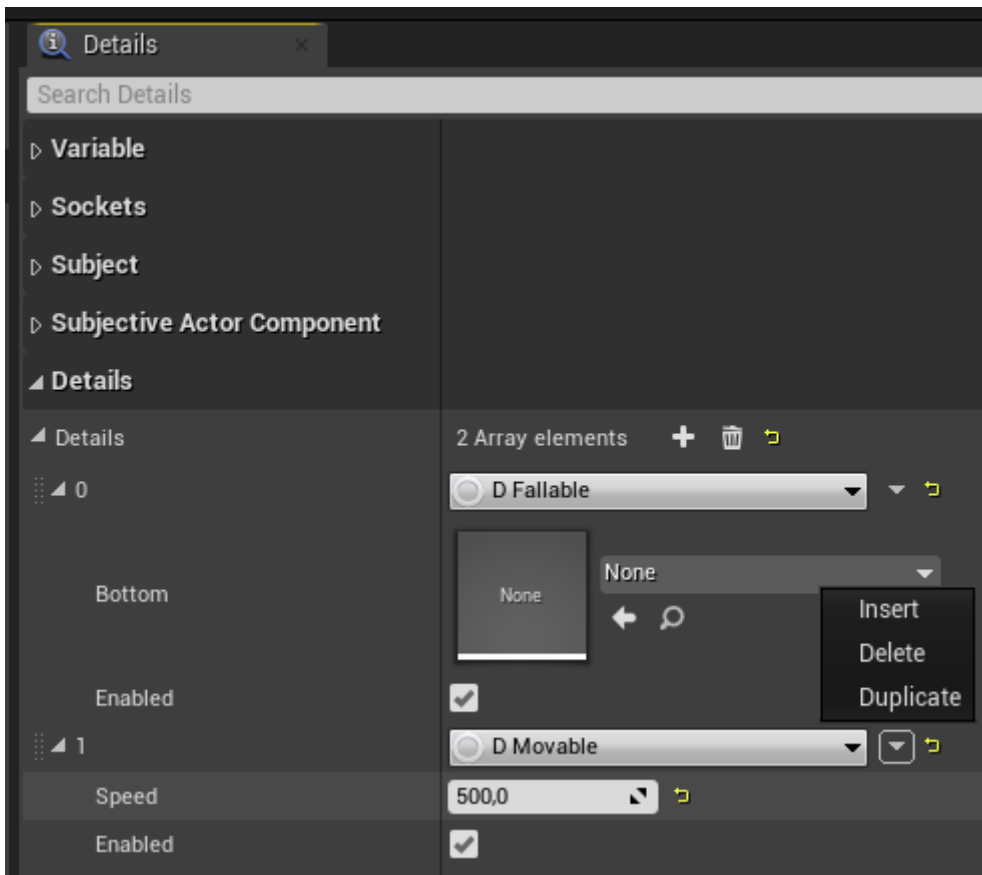 Details
Search Details
Variable
Sockets
Subject
Subjective Actor Component
Details
Details
2 Array elements
0
D Fallable
Bottom
None
None
Insert
Delete
Duplicate
Enabled
1
D Movable
Speed
500,0
Enabled